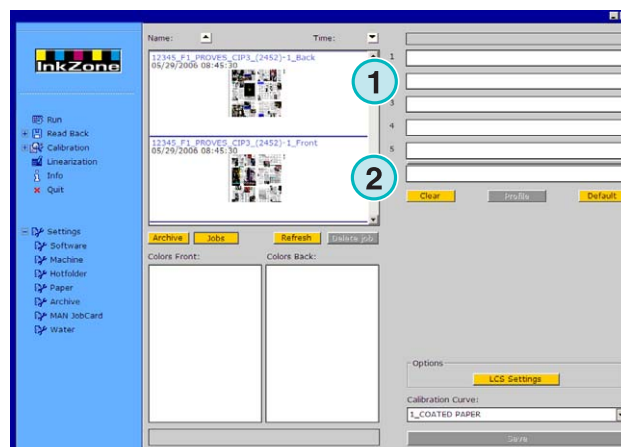 InkZone
Run
Read Back
Calibration
Linearization
Info
Quit
Settings
Software
Machine
Hotfolder
Paper
Archive
MAN JobCard
Water
Name:
Time:
12345_F1_PROVES_CIP3_(2452)-1_Back
05/29/2006 08:45:30
12345_F1_PROVES_CIP3_(2452)-1_Front
05/29/2006 08:45:30
Archive
Jobs
Refresh
Delete job
Colors Front:
Colors Back:
1
1
3
4
5
2
Clear
Profile
Default
Options
LCS Settings
Calibration Curve:
1_COATED PAPER
Save